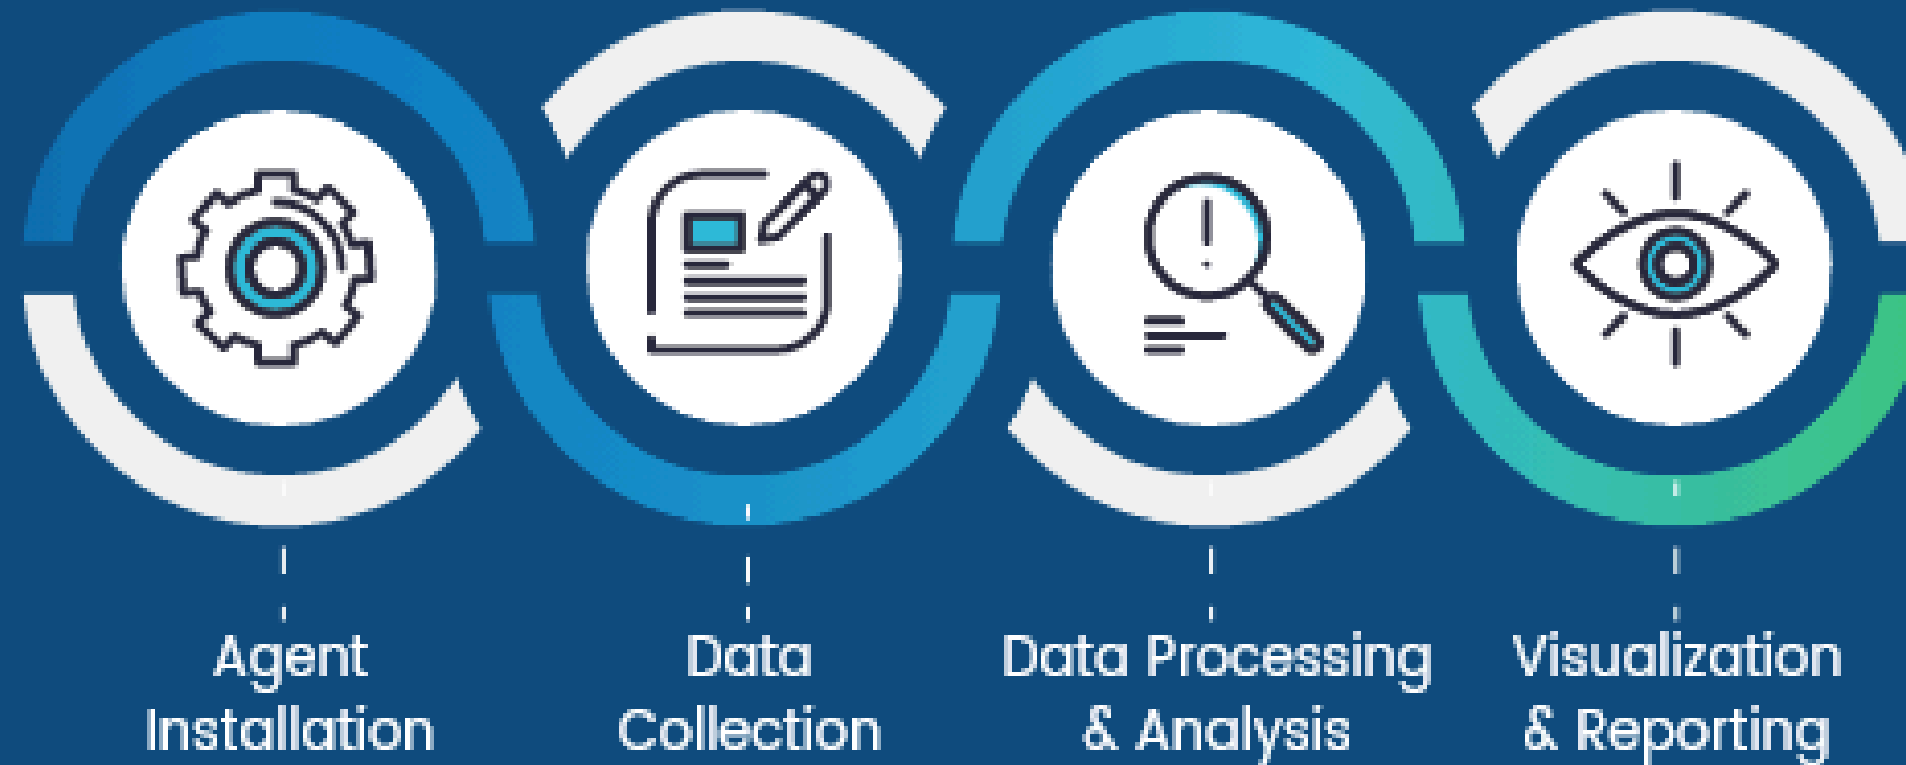 Agent
Installation
Data
Collection
Data Processing
& Analysis
Visualization
& Reporting